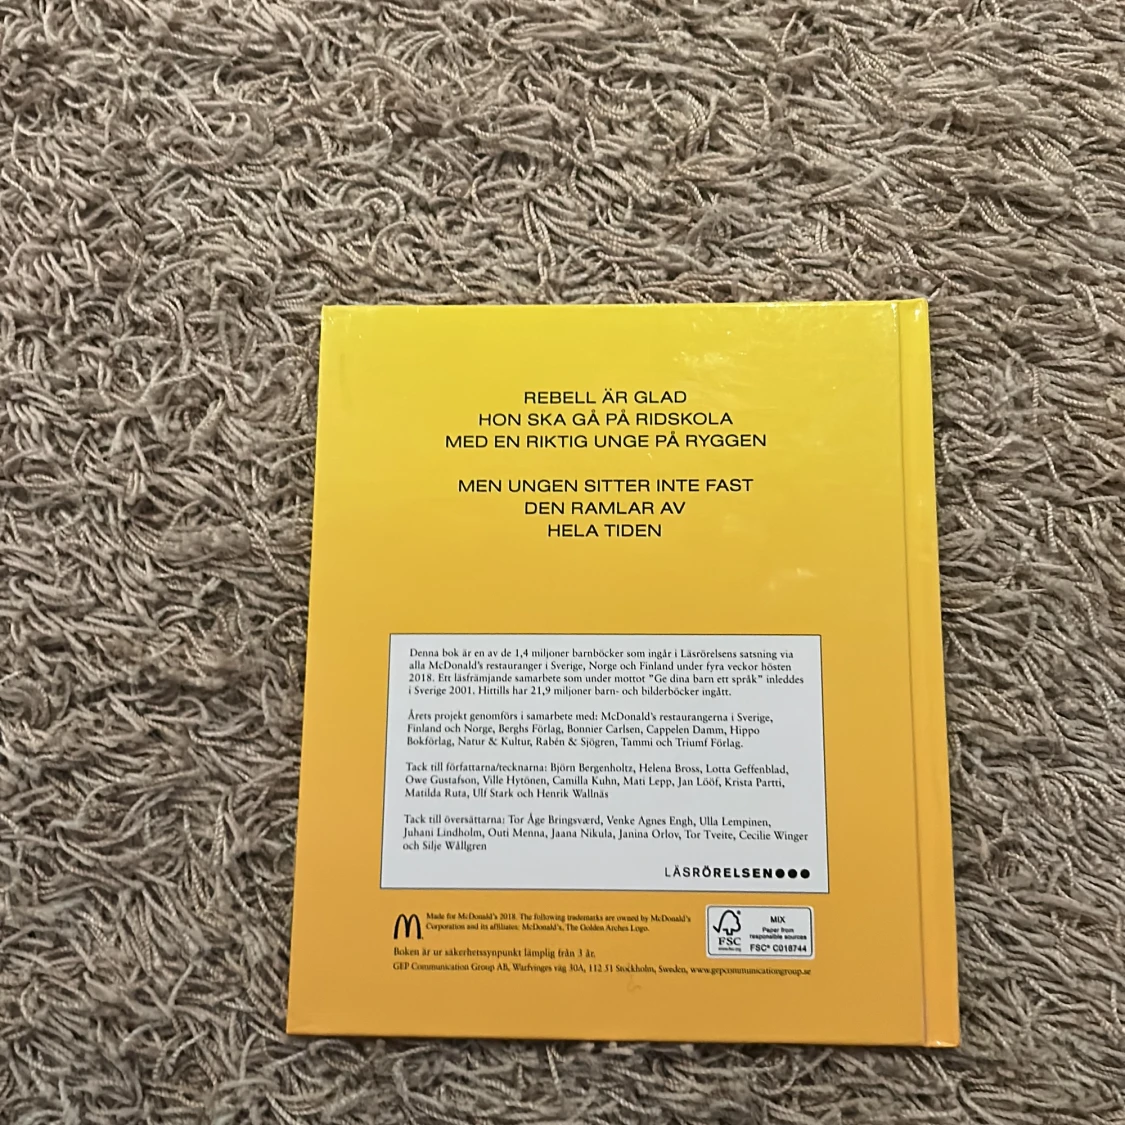 REBELL ÄR GLAD
HON SKA GÅ PÅ RIDSKOLA
MED EN RIKTIG UNGE PÅ RYGGEN
MEN UNGEN SITTER INTE FAST
DEN RAMLAR AV
HELA TIDEN
Denna bok är en av de 1,4 miljoner barnböcker som ingår i Läsrörelsens satsning via
alla McDonald's restauranger i Sverige, Norge och Finland under fyra veckor hösten
2018. Ett läsfrämjande samarbete som under mottot "Ge dina barn ett språk" inleddes
i Sverige 2001. Hittills har 21,9 miljoner barn- och bilderböcker ingått.
Årets projekt genomförs i samarbete med: McDonald's restaurangerna i Sverige,
Finland och Norge, Berghs Förlag, Bonnier Carlsen, Cappelen Damm, Hippo
Bokförlag, Natur & Kultur, Rabén & Sjögren, Tammi och Triumf Förlag.
Tack till författarna/tecknarna: Björn Bergenholtz, Helena Bross, Lotta Geffenblad,
Owe Gustafson, Ville Hytönen, Camilla Kuhn, Mati Lepp, Jan Lööf, Krista Partti,
Matilda Ruta, Ulf Stark och Henrik Wallnäs
Tack till översättarna: Tor Åge Bringsværd, Venke Agnes Engh, Ulla Lempinen,
Juhani Lindholm, Outi Menna, Jaana Nikula, Janina Orlov, Tor Tveite, Cecilie Winger
och Silje Wållgren
LÄSRÖRELSEN●●●
Made for McDonald's 2018. The following trademarks are owned by McDonald's
Corporation and its affiliates; McDonald's, The Golden Arches Logo.
Boken är ur säkerhetssynpunkt lämplig från 3 år.
GEP Communication Group AB, Warfvinges väg 30A, 112 51 Stockholm, Sweden, www.gepcommunicationgroup.se
FSC
www.fsc.org
MIX
Paper from
responsible sources
FSC® C018744